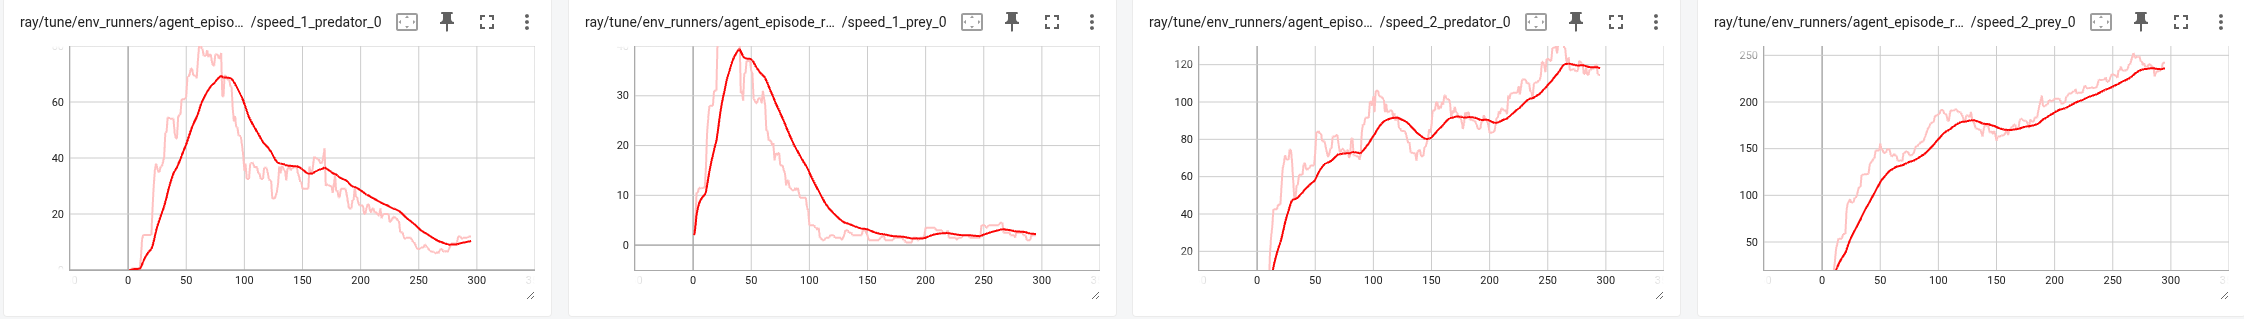 ray/tune/env_runners/agent_episo… /speed_1_predator_0
60
40
20
0 50 100 150 200 250 300
ray/tune/env_runners/agent_episode_r… /speed_1_prey_0
30
20
10
0
0 50 100 150 200 250 300
ray/tune/env_runners/agent_episo… /speed_2_predator_0
120
100
80
60
40
20
0 50 100 150 200 250 300
ray/tune/env_runners/agent_episode_r… /speed_2_prey_0
250
200
150
100
50
0 50 100 150 200 250 300